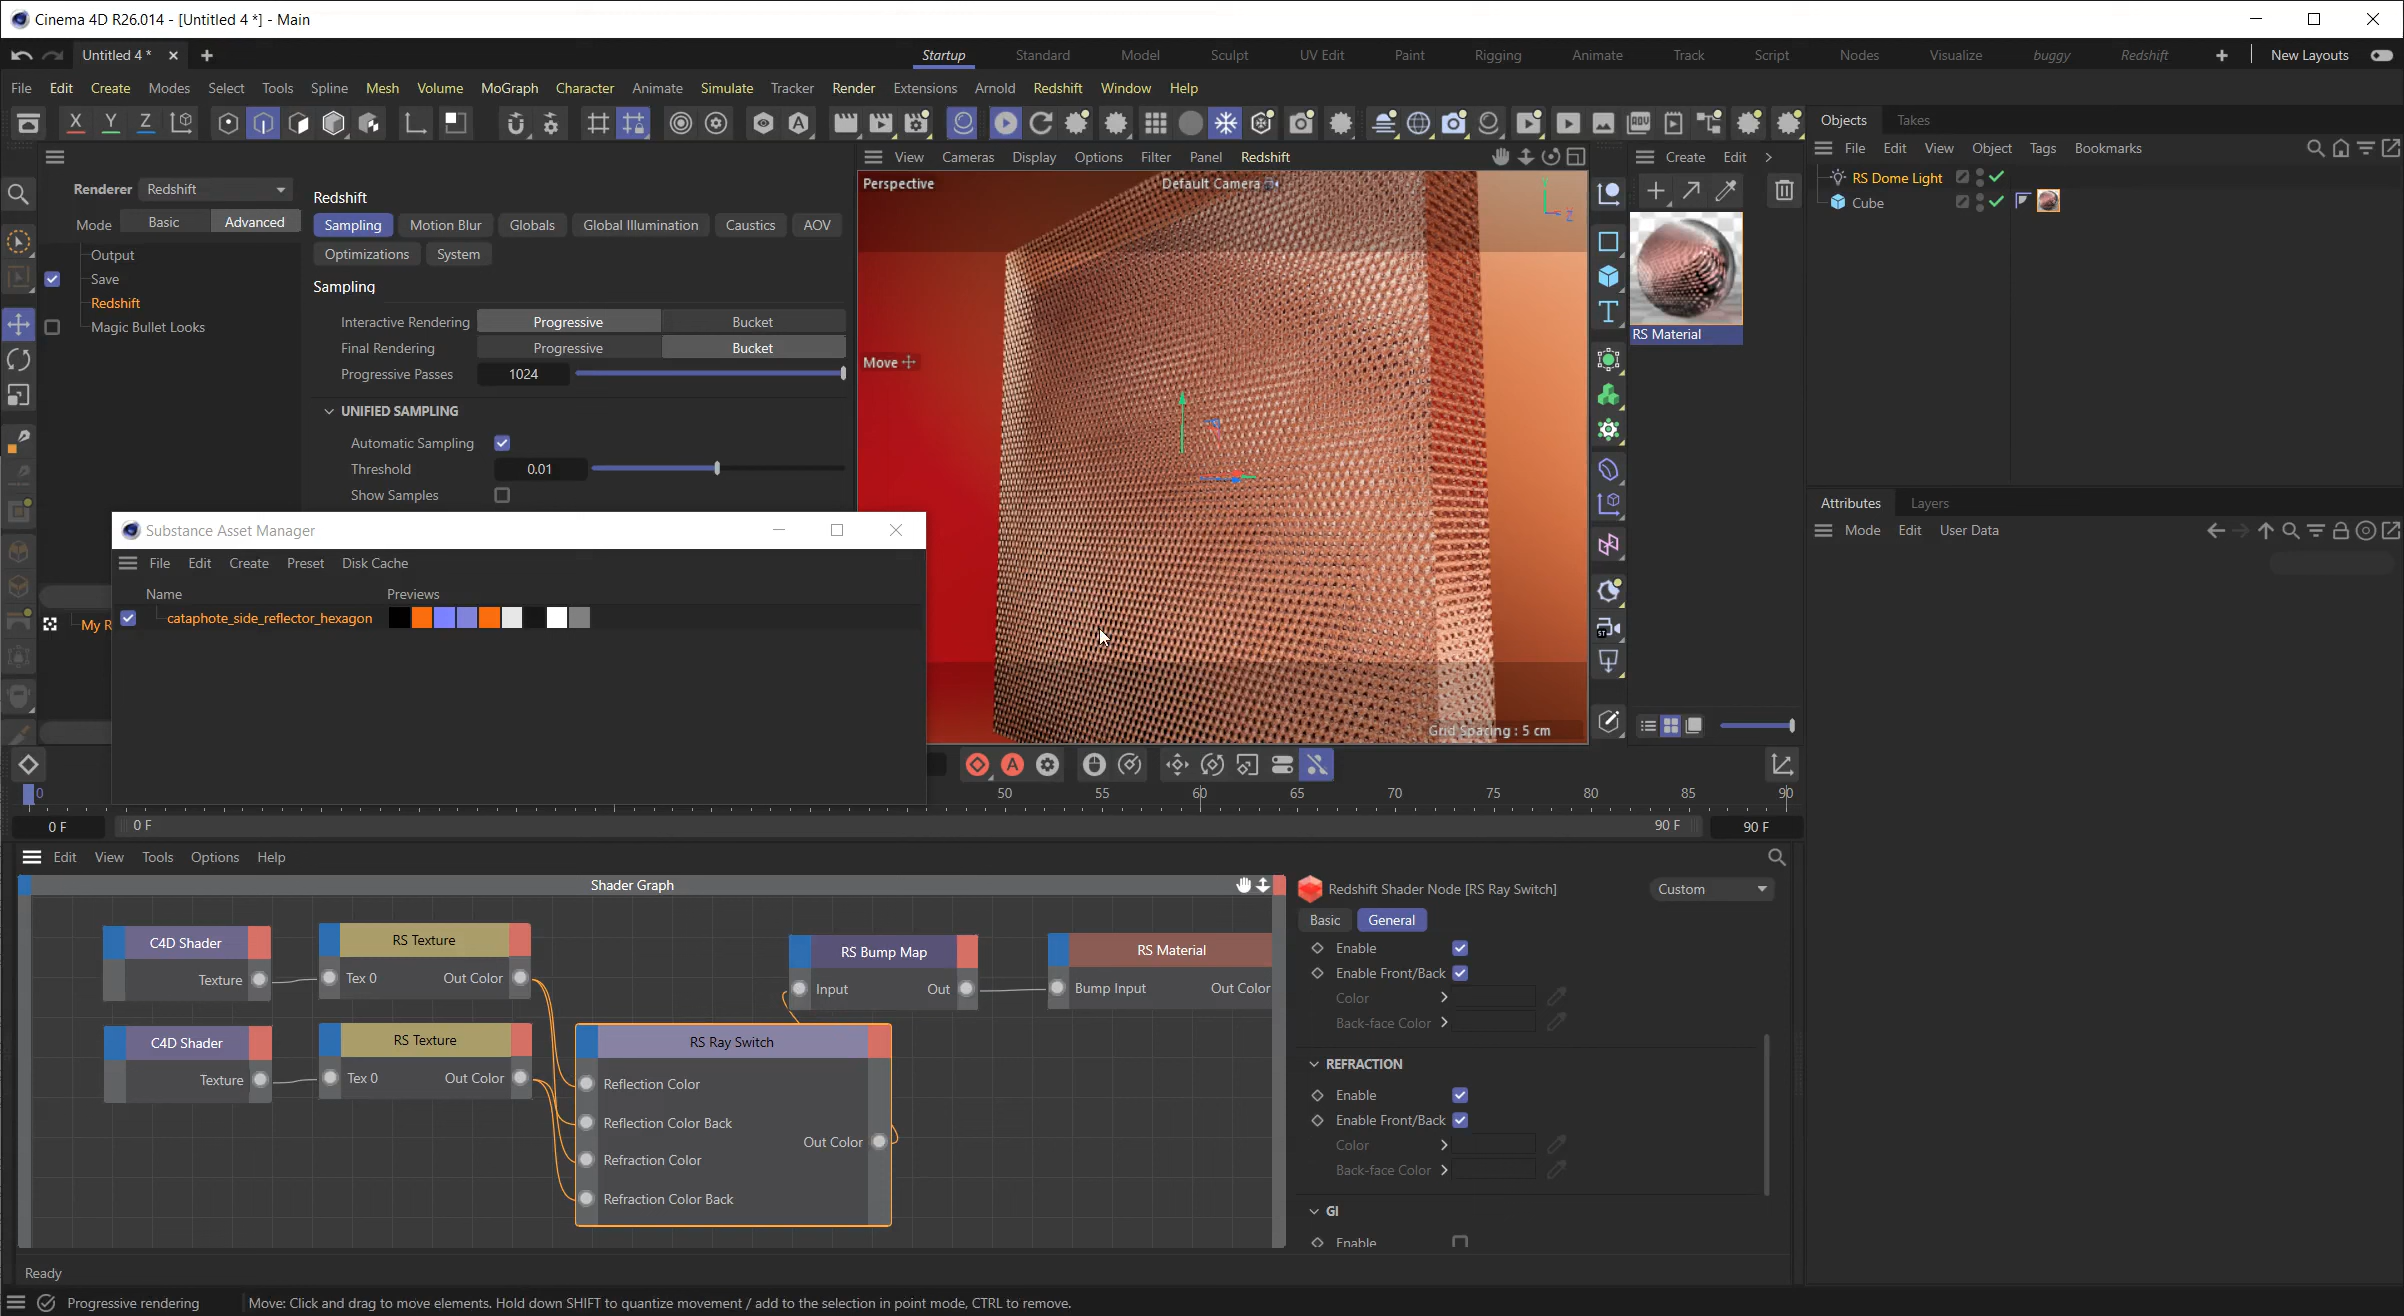 Cinema 4D R26.014 - [Untitled 4 *] - Main
Untitled 4 *
Startup Standard Model Sculpt UV Edit Paint Rigging Animate Track Script Nodes Visualize buggy Redshift New Layouts
File Edit Create Modes Select Tools Spline Mesh Volume MoGraph Character Animate Simulate Tracker Render Extensions Arnold Redshift Window Help
X Y Z
Objects Takes
File Edit View Object Tags Bookmarks
RS Dome Light
Cube
Attributes Layers
Mode Edit User Data
Renderer Redshift
Mode Basic Advanced
Output
Save
Redshift
Magic Bullet Looks
My R
Redshift
Sampling Motion Blur Globals Global Illumination Caustics AOV
Optimizations System
Sampling
Interactive Rendering Progressive Bucket
Final Rendering Progressive Bucket
Progressive Passes 1024
UNIFIED SAMPLING
Automatic Sampling
Threshold 0.01
Show Samples
View Cameras Display Options Filter Panel Redshift
Perspective
Default Camera
Y
Z
Move
Grid Spacing : 5 cm
Create Edit
RS Material
Substance Asset Manager
File Edit Create Preset Disk Cache
Name Previews
cataphote_side_reflector_hexagon
0 50 55 60 65 70 75 80 85 90
0 F 0 F 90 F 90 F
Edit View Tools Options Help
Shader Graph
C4D Shader
Texture
RS Texture
Tex 0 Out Color
C4D Shader
Texture
RS Texture
Tex 0 Out Color
RS Ray Switch
Reflection Color
Reflection Color Back
Refraction Color
Refraction Color Back
Out Color
RS Bump Map
Input Out
RS Material
Bump Input Out Color
Redshift Shader Node [RS Ray Switch]
Custom
Basic General
Enable
Enable Front/Back
Color
Back-face Color
REFRACTION
Enable
Enable Front/Back
Color
Back-face Color
GI
Enable
Ready
Progressive rendering
Move: Click and drag to move elements. Hold down SHIFT to quantize movement / add to the selection in point mode, CTRL to remove.